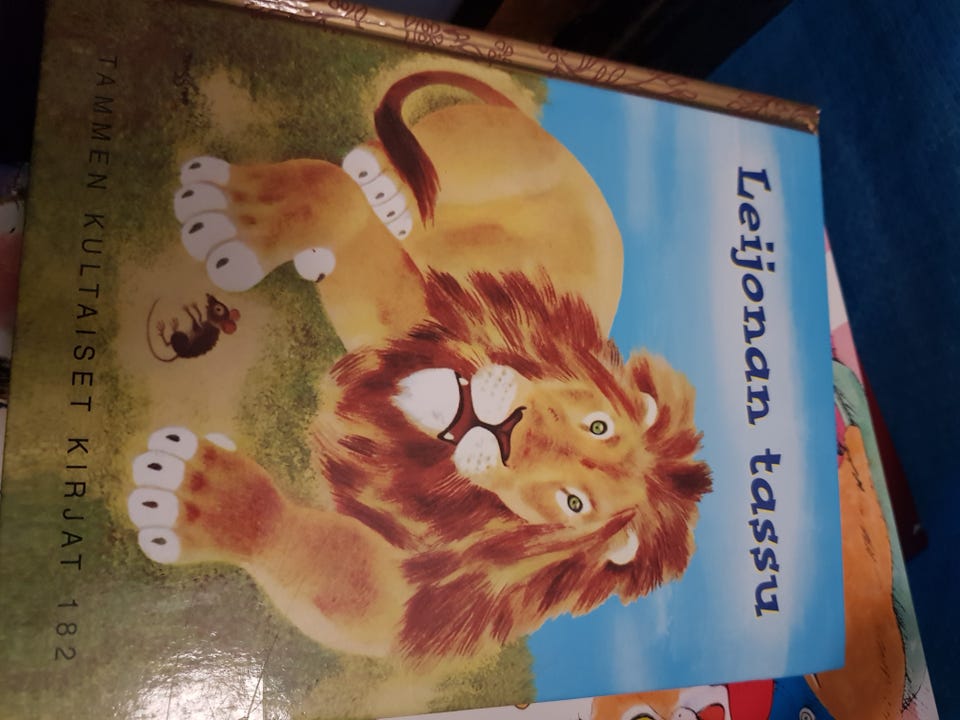 Leijonan tassu
TAMMEN KULTAISET KIRJAT 182